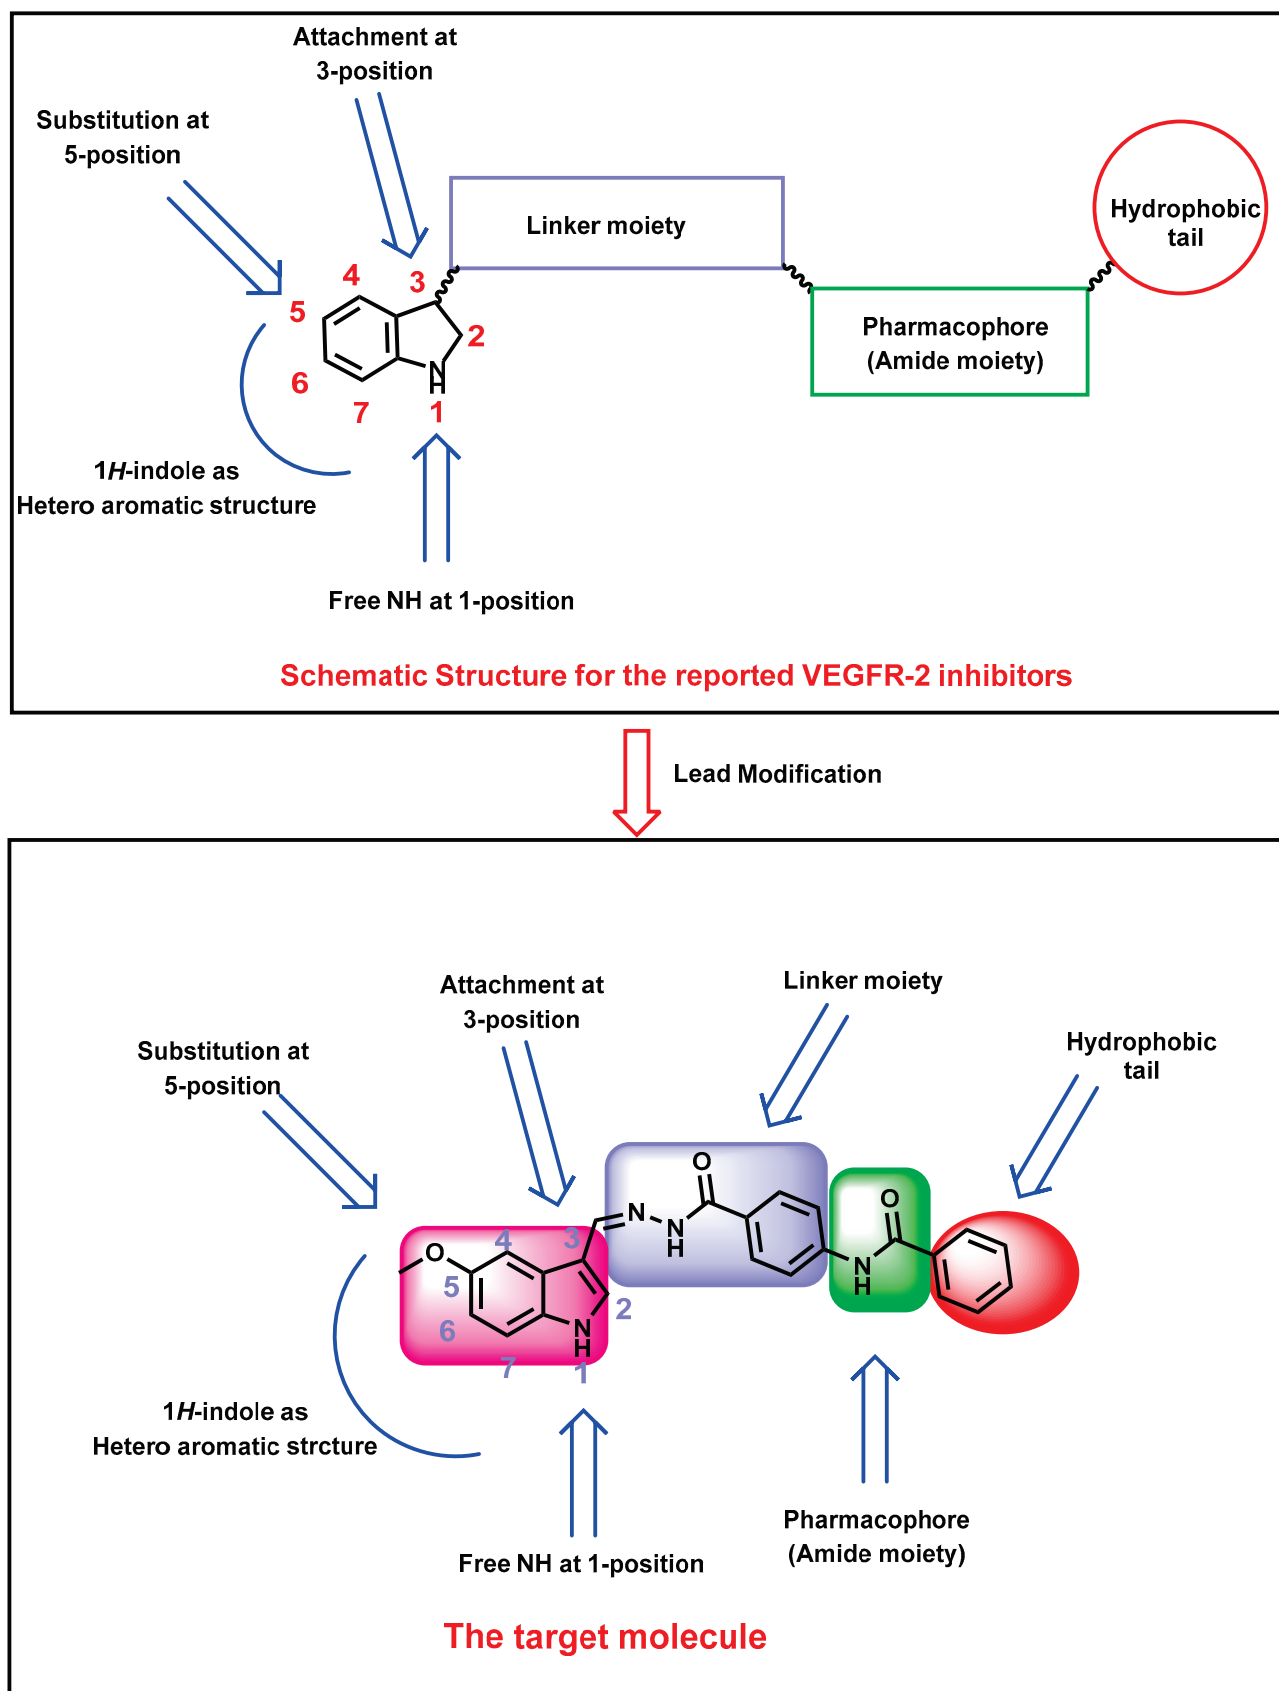 Attachment at
3-position
Substitution at
5-position
Linker moiety
Hydrophobic
tail
4
3
5
2
N
H
6
7
1
Pharmacophore
(Amide moiety)
1H-indole as
Hetero aromatic structure
Free NH at 1-position
Schematic Structure for the reported VEGFR-2 inhibitors
Lead Modification
Attachment at
3-position
Linker moiety
Hydrophobic
tail
Substitution at
5-position
O
N
N
H
O
N
H
O
4
3
5
2
6
N
H
7
1
1H-indole as
Hetero aromatic strcture
Free NH at 1-position
Pharmacophore
(Amide moiety)
The target molecule